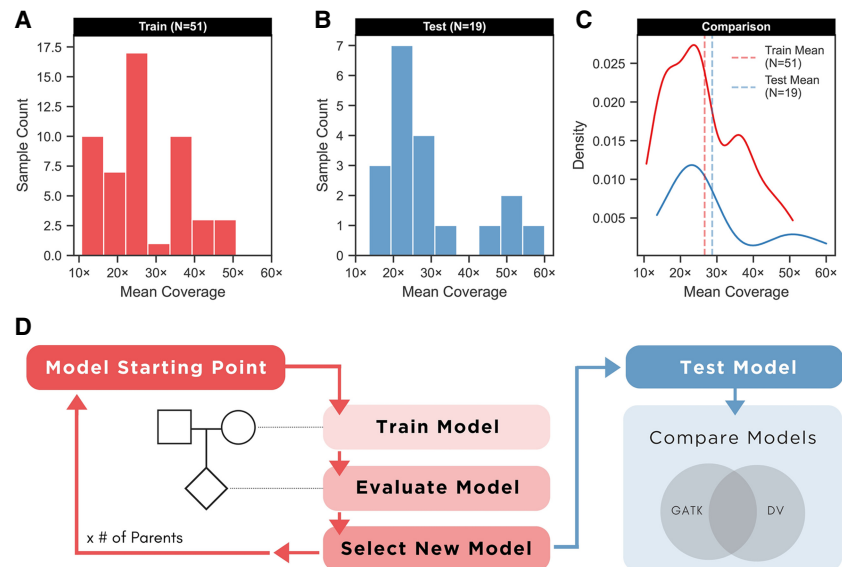 A
Train (N=51)
17.5
15.0
12.5
10.0
7.5
5.0
2.5
0.0
Sample Count
10× 20× 30× 40× 50× 60×
Mean Coverage
B
Test (N=19)
7
6
5
4
3
2
1
0
Sample Count
10× 20× 30× 40× 50× 60×
Mean Coverage
C
Comparison
Train Mean
(N=51)
Test Mean
(N=19)
0.025
0.020
0.015
0.010
0.005
Density
10× 20× 30× 40× 50× 60×
Mean Coverage
D
Model Starting Point
Train Model
Evaluate Model
Select New Model
x # of Parents
Test Model
Compare Models
GATK
DV